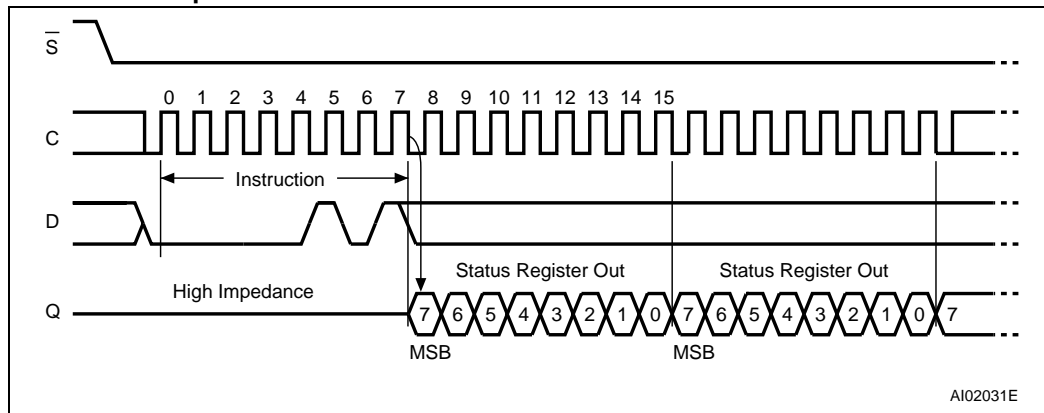 S
0 1 2 3 4 5 6 7 8 9 10 11 12 13 14 15
C
Instruction
D
Status Register Out Status Register Out
High Impedance
Q 7 6 5 4 3 2 1 0 7 6 5 4 3 2 1 0 7
MSB MSB
AI02031E